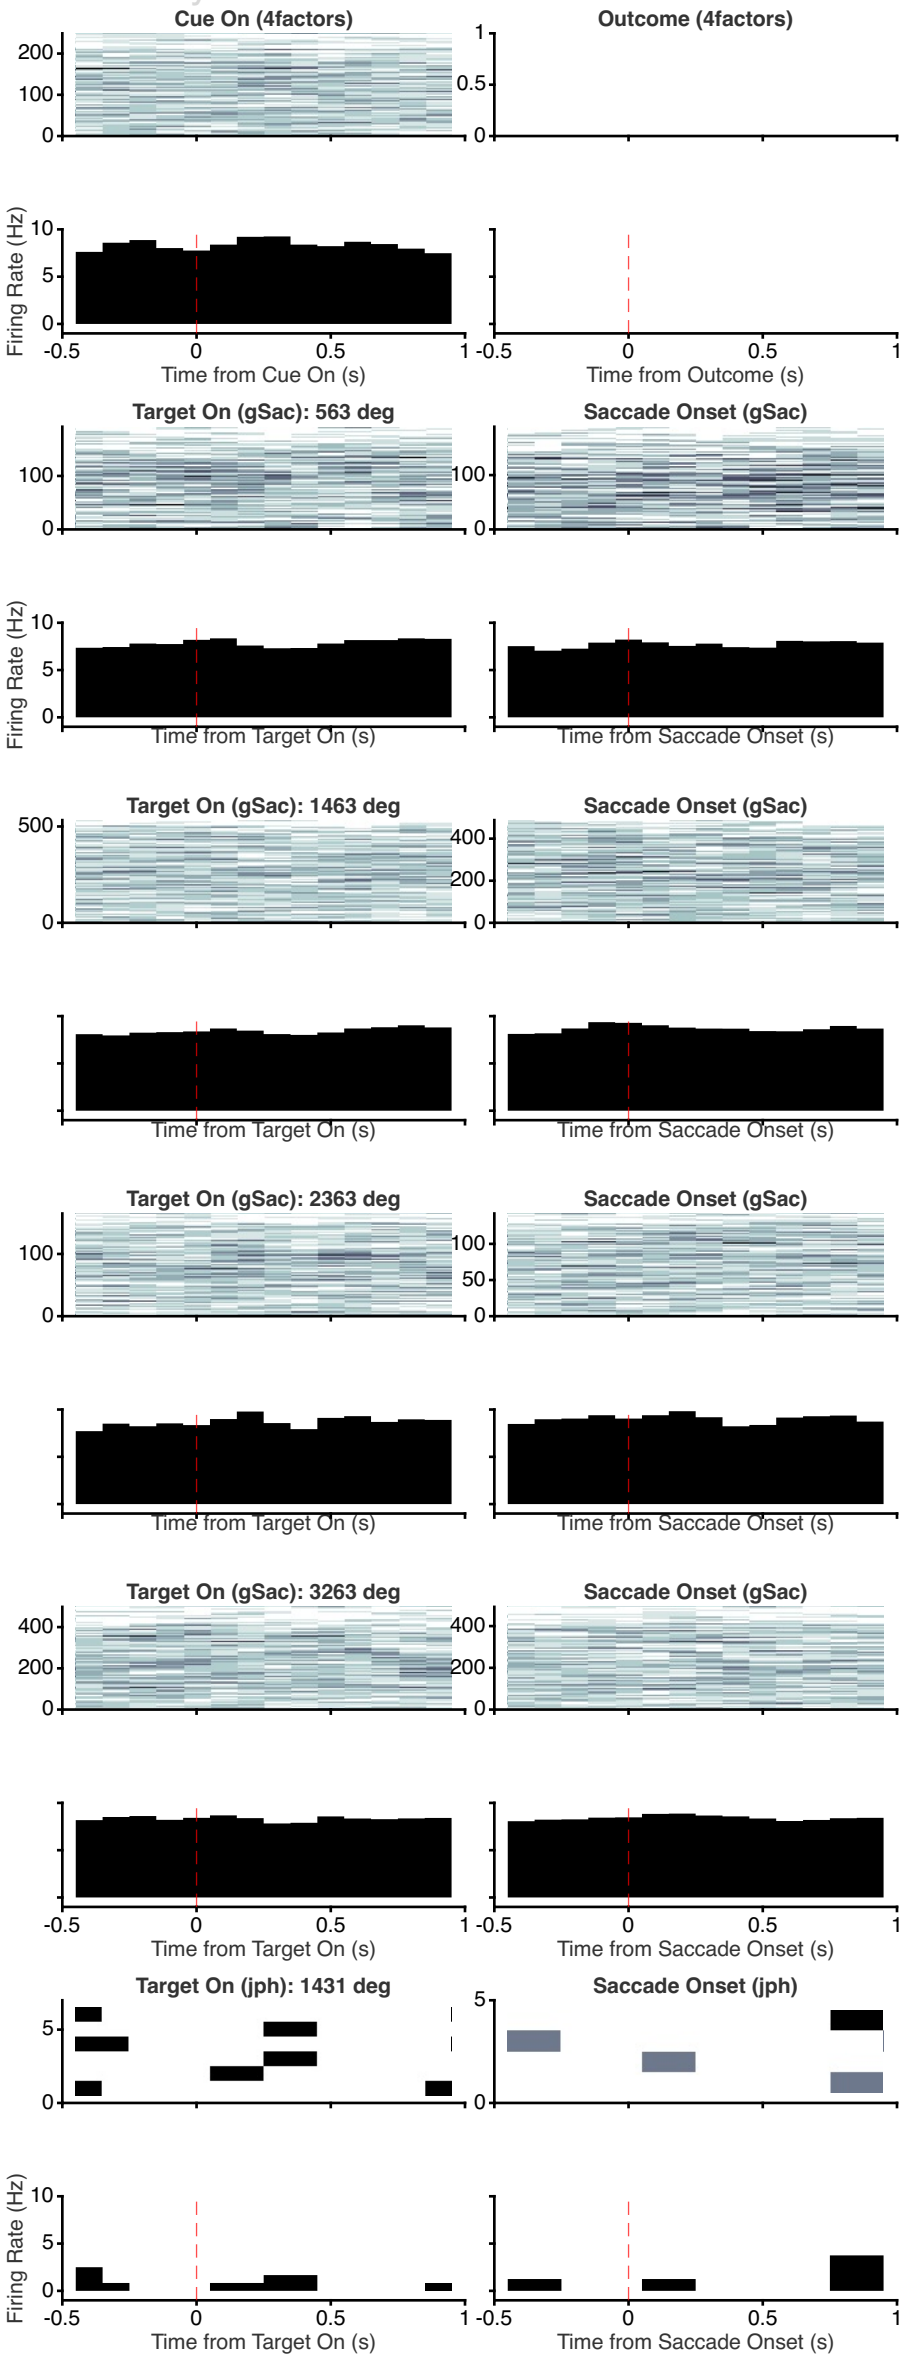 Cue On (4factors) Outcome (4factors)
200
100
0
1
0.5
0
Firing Rate (Hz)
10
5
0
-0.5 0 0.5 1 -0.5 0 0.5 1
Time from Cue On (s) Time from Outcome (s)
Target On (gSac): 563 deg Saccade Onset (gSac)
100
0
100
0
Firing Rate (Hz)
10
5
0
Time from Target On (s) Time from Saccade Onset (s)
Target On (gSac): 1463 deg Saccade Onset (gSac)
500
0
400
200
0
Time from Target On (s) Time from Saccade Onset (s)
Target On (gSac): 2363 deg Saccade Onset (gSac)
100
0
100
50
0
Time from Target On (s) Time from Saccade Onset (s)
Target On (gSac): 3263 deg Saccade Onset (gSac)
400
200
0
400
200
0
-0.5 0 0.5 1 -0.5 0 0.5 1
Time from Target On (s) Time from Saccade Onset (s)
Target On (jph): 1431 deg Saccade Onset (jph)
5
0
5
0
Firing Rate (Hz)
10
5
0
-0.5 0 0.5 1 -0.5 0 0.5 1
Time from Target On (s) Time from Saccade Onset (s)